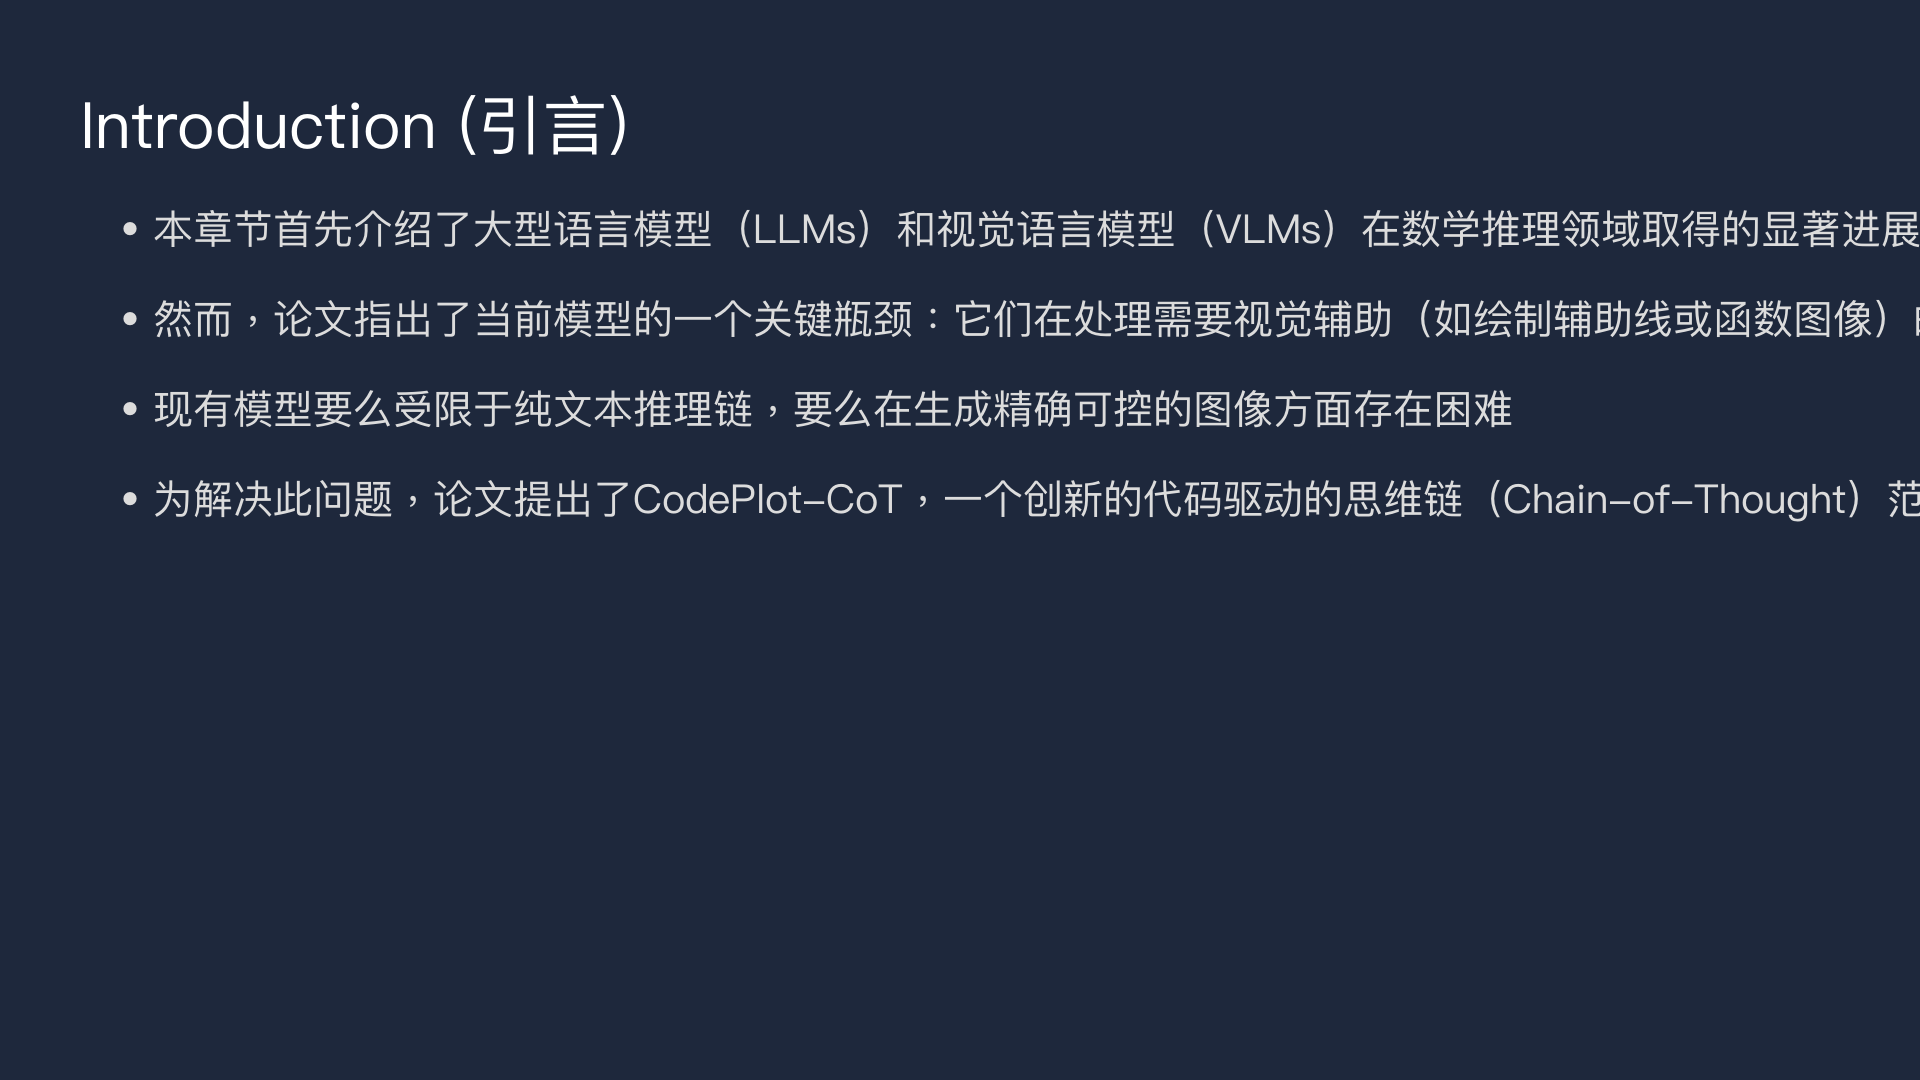 Introduction (引言)
• 本章节首先介绍了大型语言模型（LLMs）和视觉语言模型（VLMs）在数学推理领域取得的显著进展
• 然而，论文指出了当前模型的一个关键瓶颈：它们在处理需要视觉辅助（如绘制辅助线或函数图像）
• 现有模型要么受限于纯文本推理链，要么在生成精确可控的图像方面存在困难
• 为解决此问题，论文提出了CodePlot-CoT，一个创新的代码驱动的思维链（Chain-of-Thought）范